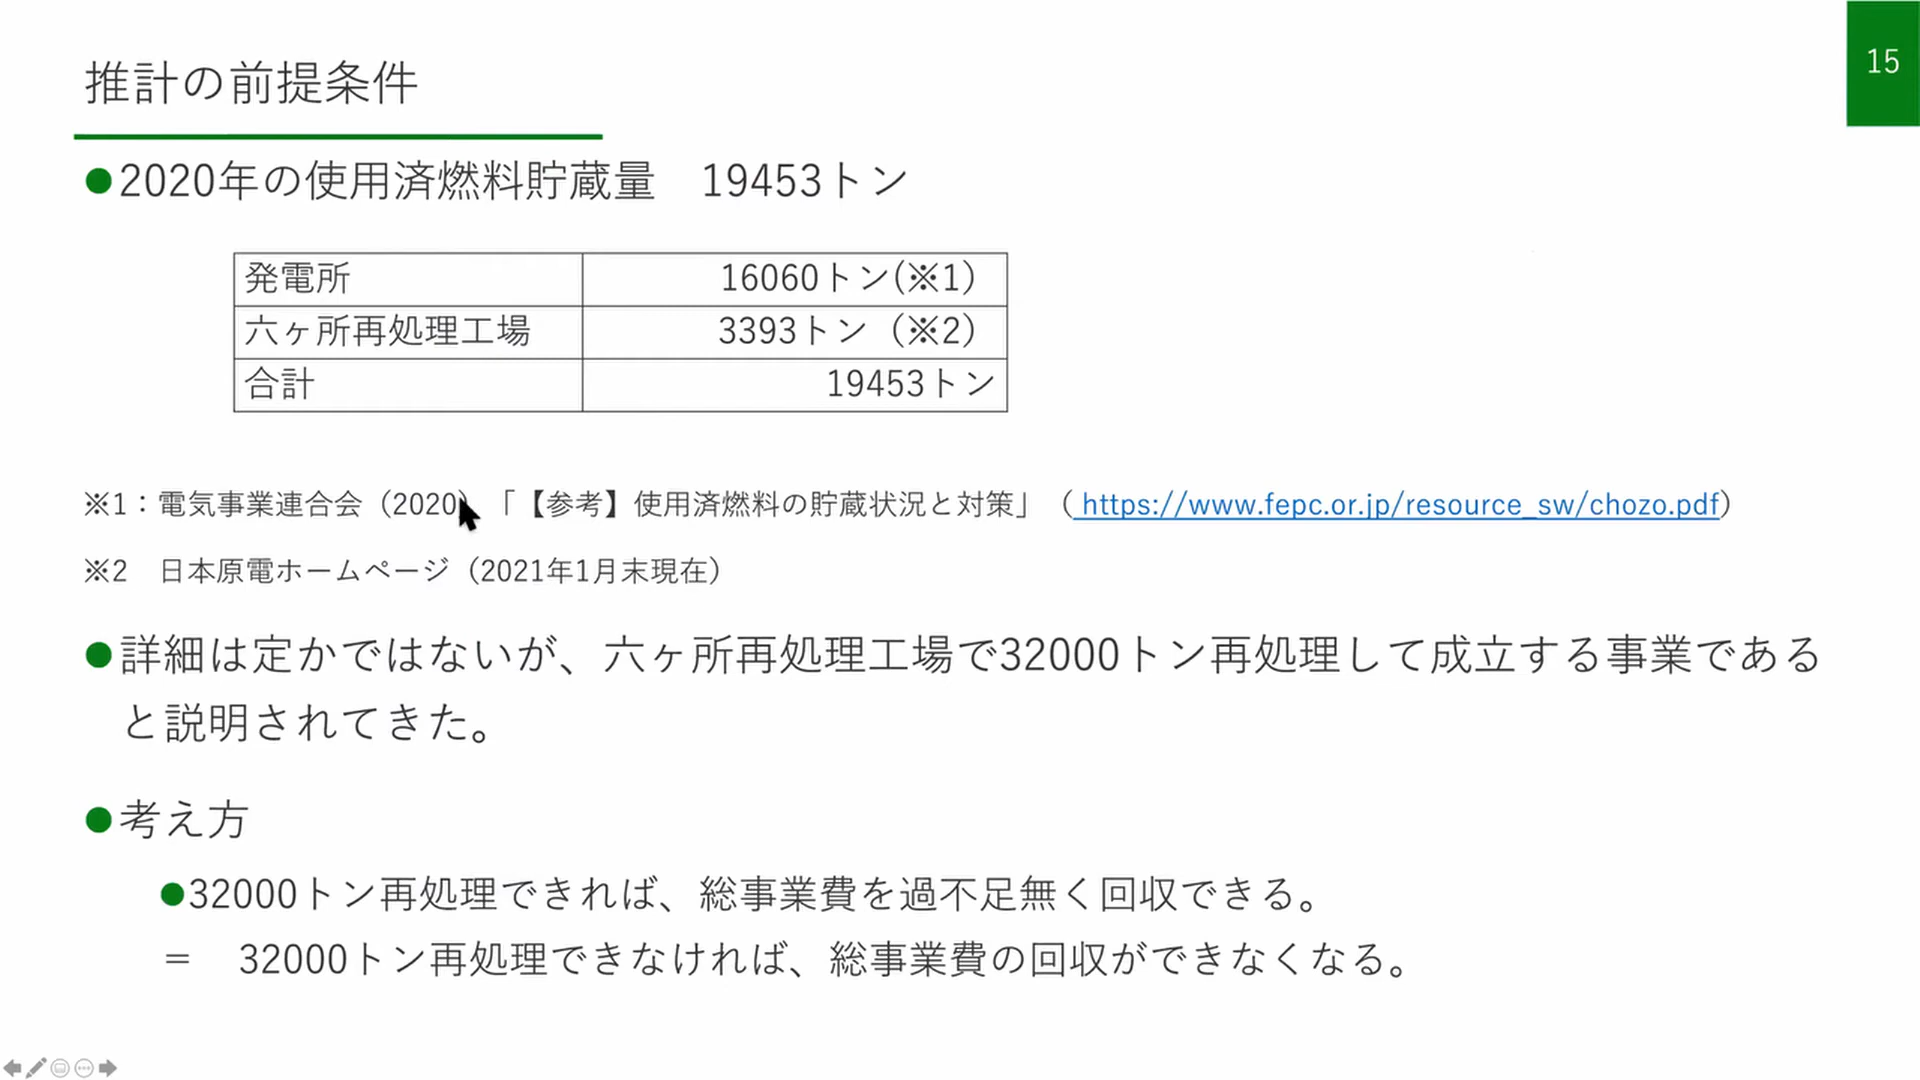 15
推計の前提条件
●2020年の使用済燃料貯蔵量　19453トン
発電所 16060トン(※1）
六ヶ所再処理工場 3393トン（※2）
合計 19453トン
※1：電気事業連合会（2020）「【参考】使用済燃料の貯蔵状況と対策」（ https://www.fepc.or.jp/resource_sw/chozo.pdf）
※2　日本原電ホームページ（2021年1月末現在）
●詳細は定かではないが、六ヶ所再処理工場で32000トン再処理して成立する事業である
と説明されてきた。
●考え方
●32000トン再処理できれば、総事業費を過不足無く回収できる。
＝　32000トン再処理できなければ、総事業費の回収ができなくなる。